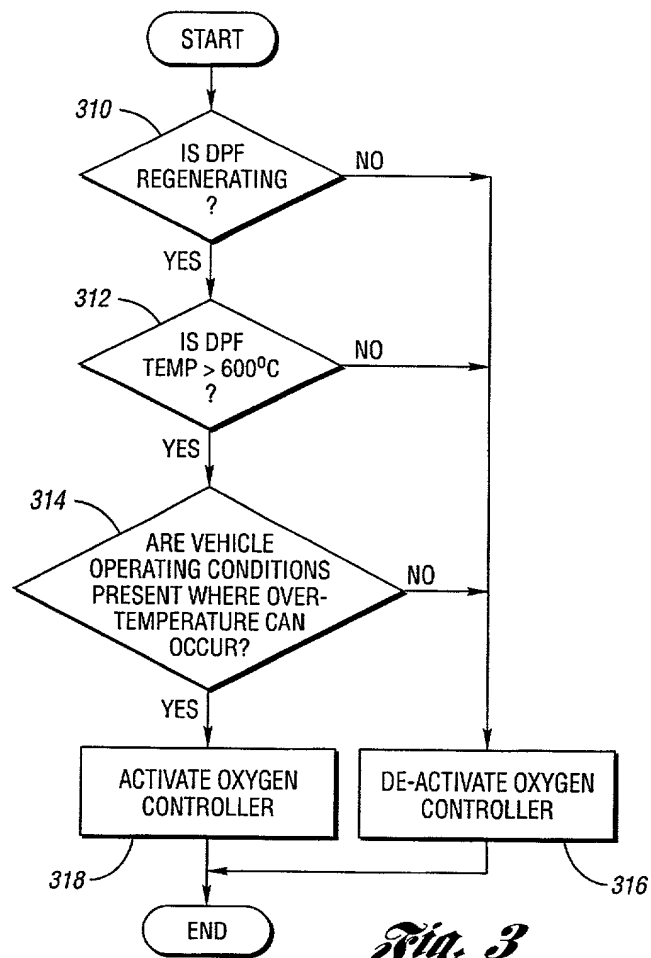 START
310
IS DPF
REGENERATING
?
NO
YES
312
IS DPF
TEMP > 600ºC
?
NO
YES
314
ARE VEHICLE
OPERATING CONDITIONS
PRESENT WHERE OVER-
TEMPERATURE CAN
OCCUR?
NO
YES
ACTIVATE OXYGEN
CONTROLLER
DE-ACTIVATE OXYGEN
CONTROLLER
318
316
END
Fig. 3